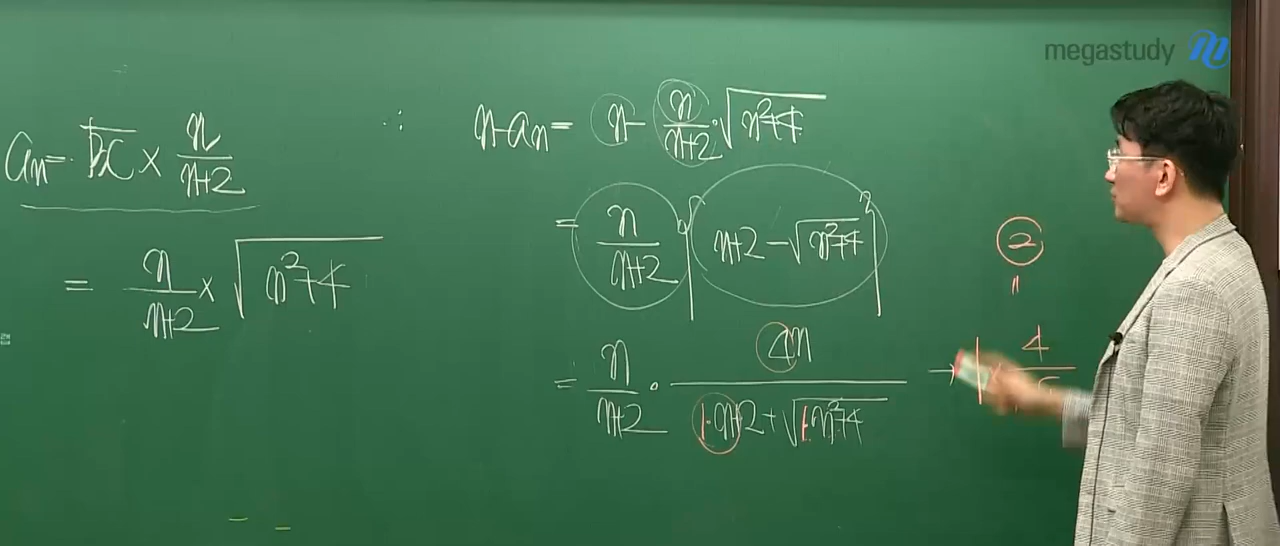 megastudy
aₙ = B̅C̅ × n/(n+2)
= n/(n+2) × √(n²+4)
∴ n-aₙ = n - n/(n+2) · √(n²+4)
= n/(n+2) { n+2 - √(n²+4) }
= n/(n+2) · 4n/(1·n+2+√(1·n²+4)) →
②
"
4